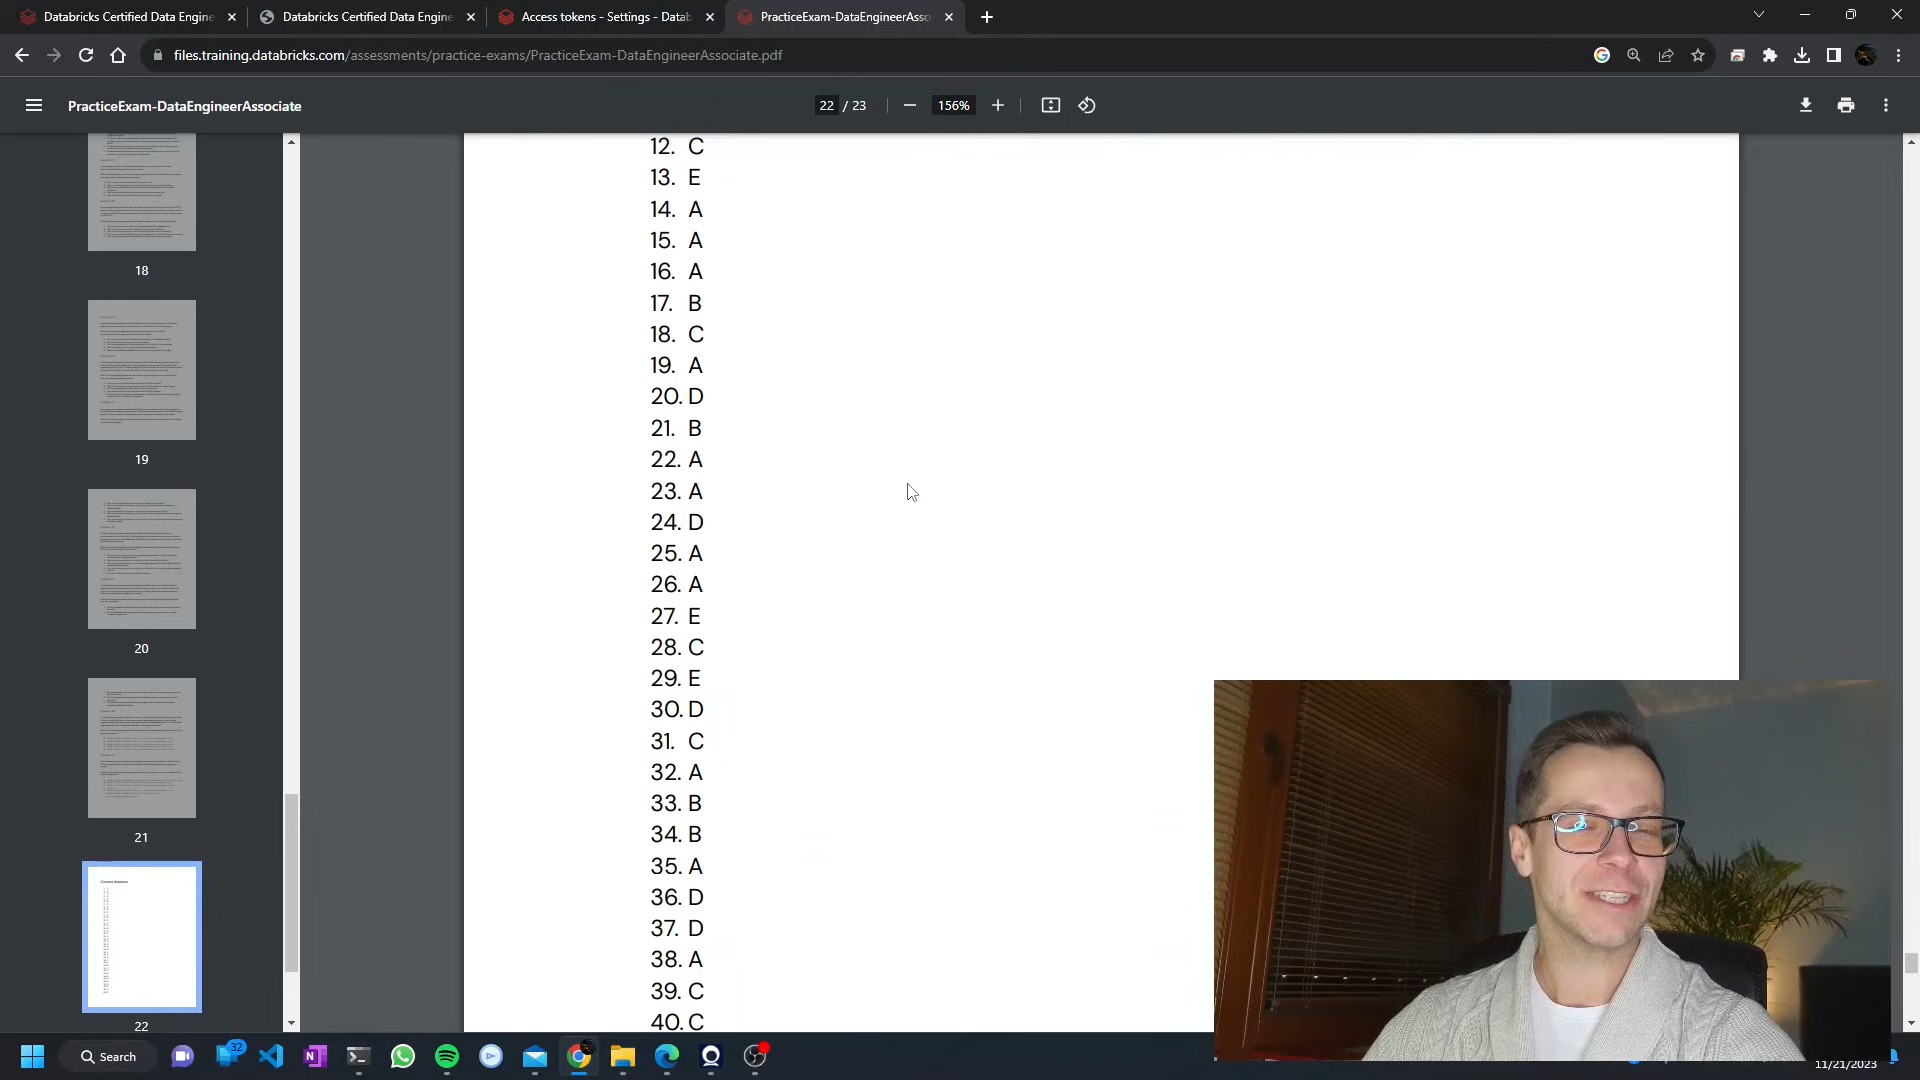 Databricks Certified Data Engine
Databricks Certified Data Engine
Access tokens - Settings - Datab
PracticeExam-DataEngineerAsso
files.training.databricks.com/assessments/practice-exams/PracticeExam-DataEngineerAssociate.pdf
PracticeExam-DataEngineerAssociate
22 / 23
156%
18
19
20
21
22
12. C
13. E
14. A
15. A
16. A
17. B
18. C
19. A
20. D
21. B
22. A
23. A
24. D
25. A
26. A
27. E
28. C
29. E
30. D
31. C
32. A
33. B
34. B
35. A
36. D
37. D
38. A
39. C
40. C
Search
32
11/21/2023